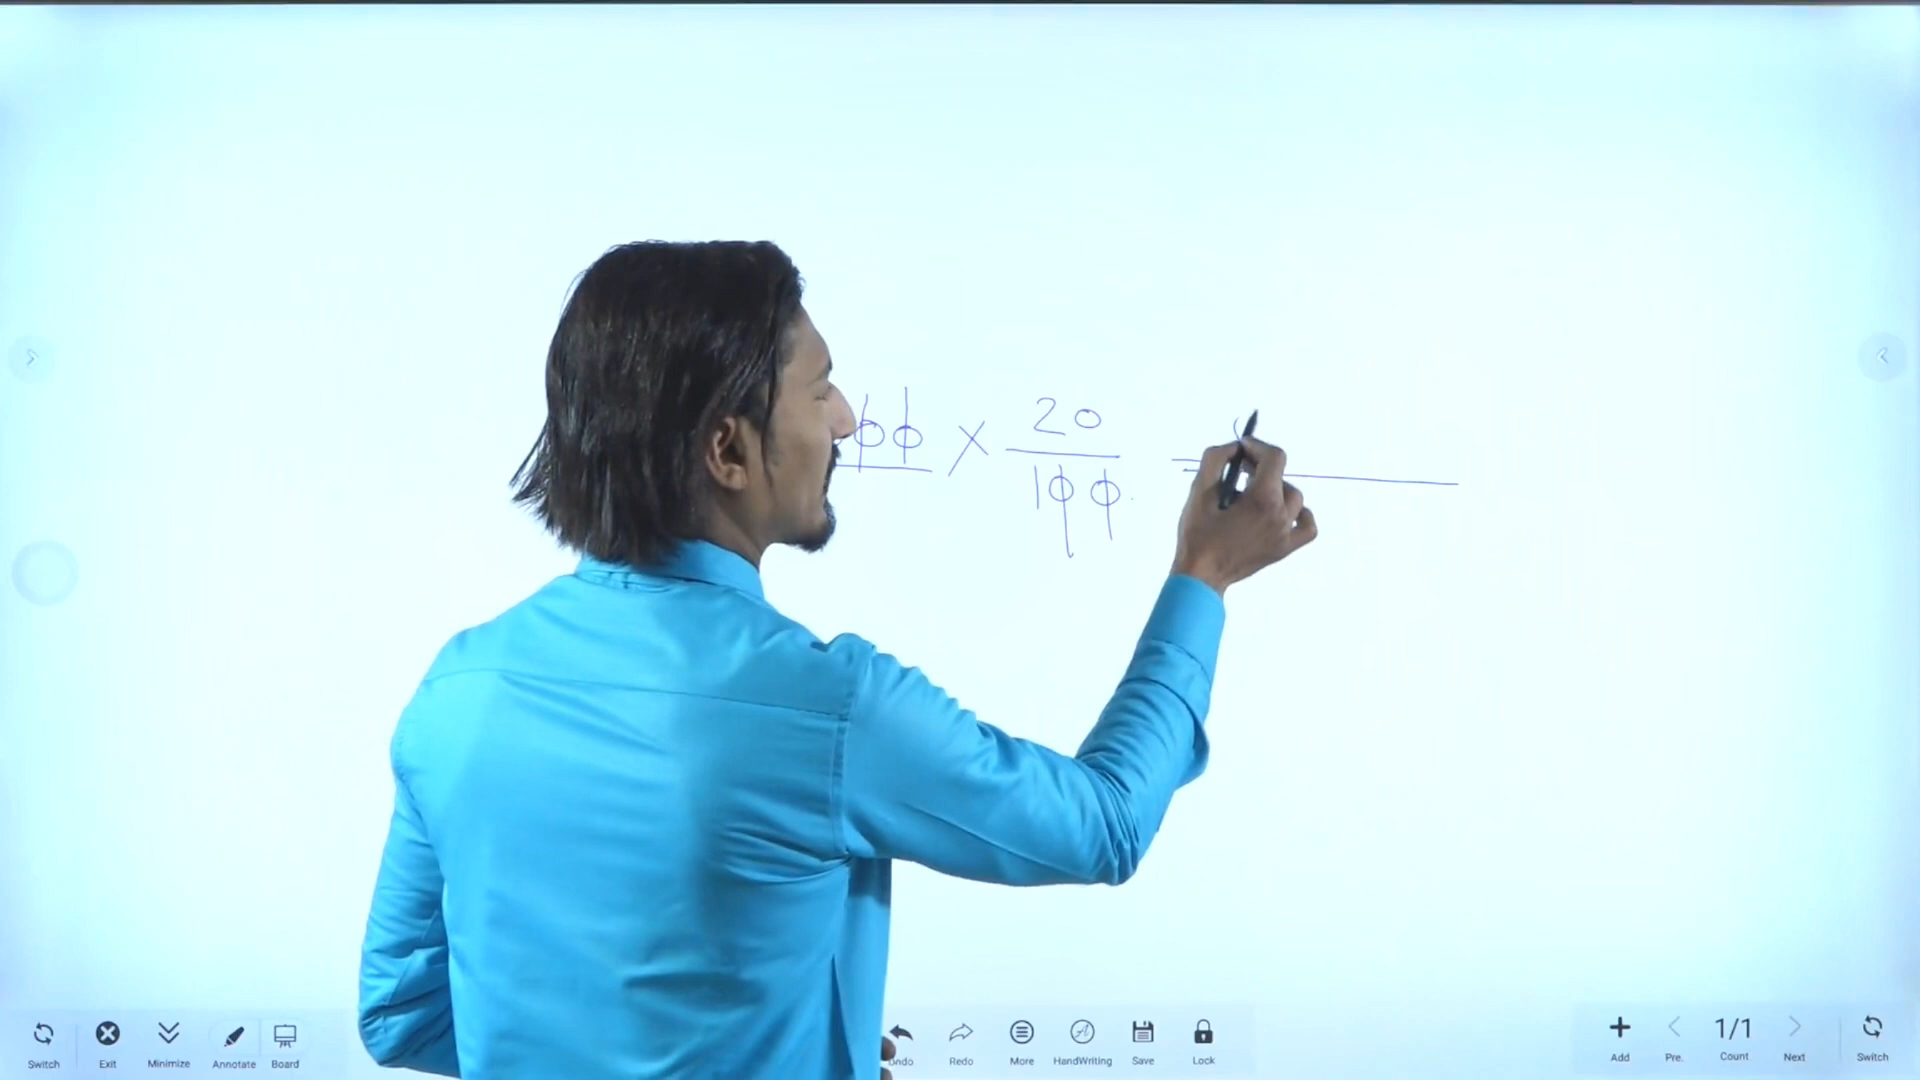 00 × 20 =
100
Switch Exit Minimize Annotate Board Undo Redo More HandWriting Save Lock Add Pre. 1/1 Count Next Switch